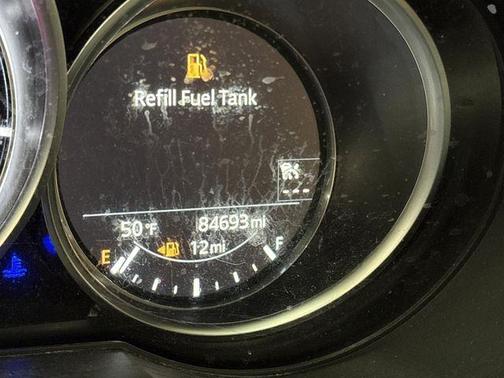 Refill Fuel Tank
---
50°F 84693mi
E 12mi F